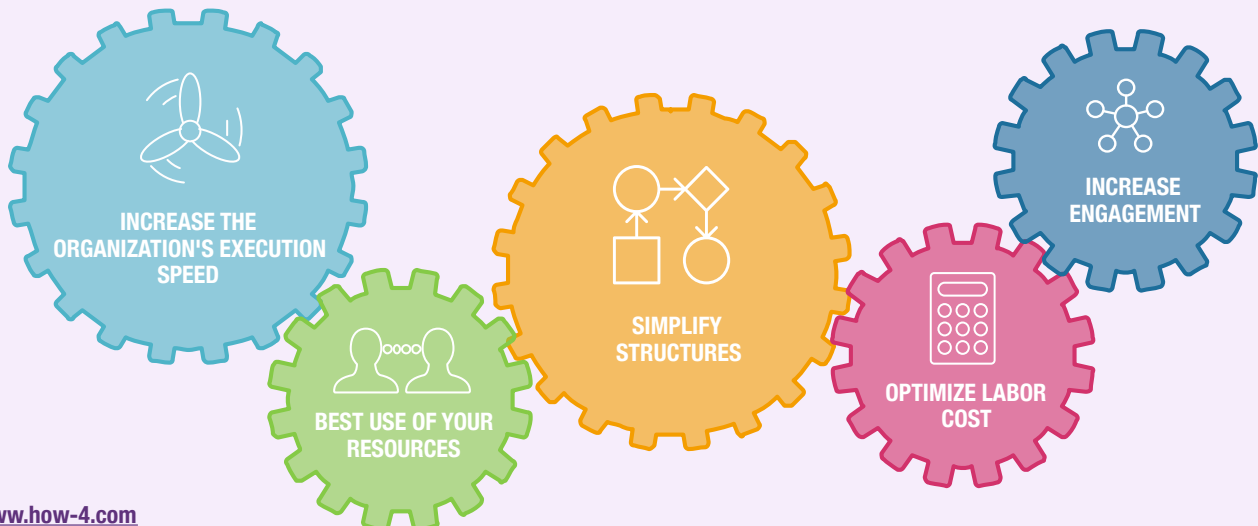 INCREASE THE
ORGANIZATION'S EXECUTION
SPEED
BEST USE OF YOUR
RESOURCES
SIMPLIFY
STRUCTURES
OPTIMIZE LABOR
COST
INCREASE
ENGAGEMENT
ww.how-4.com